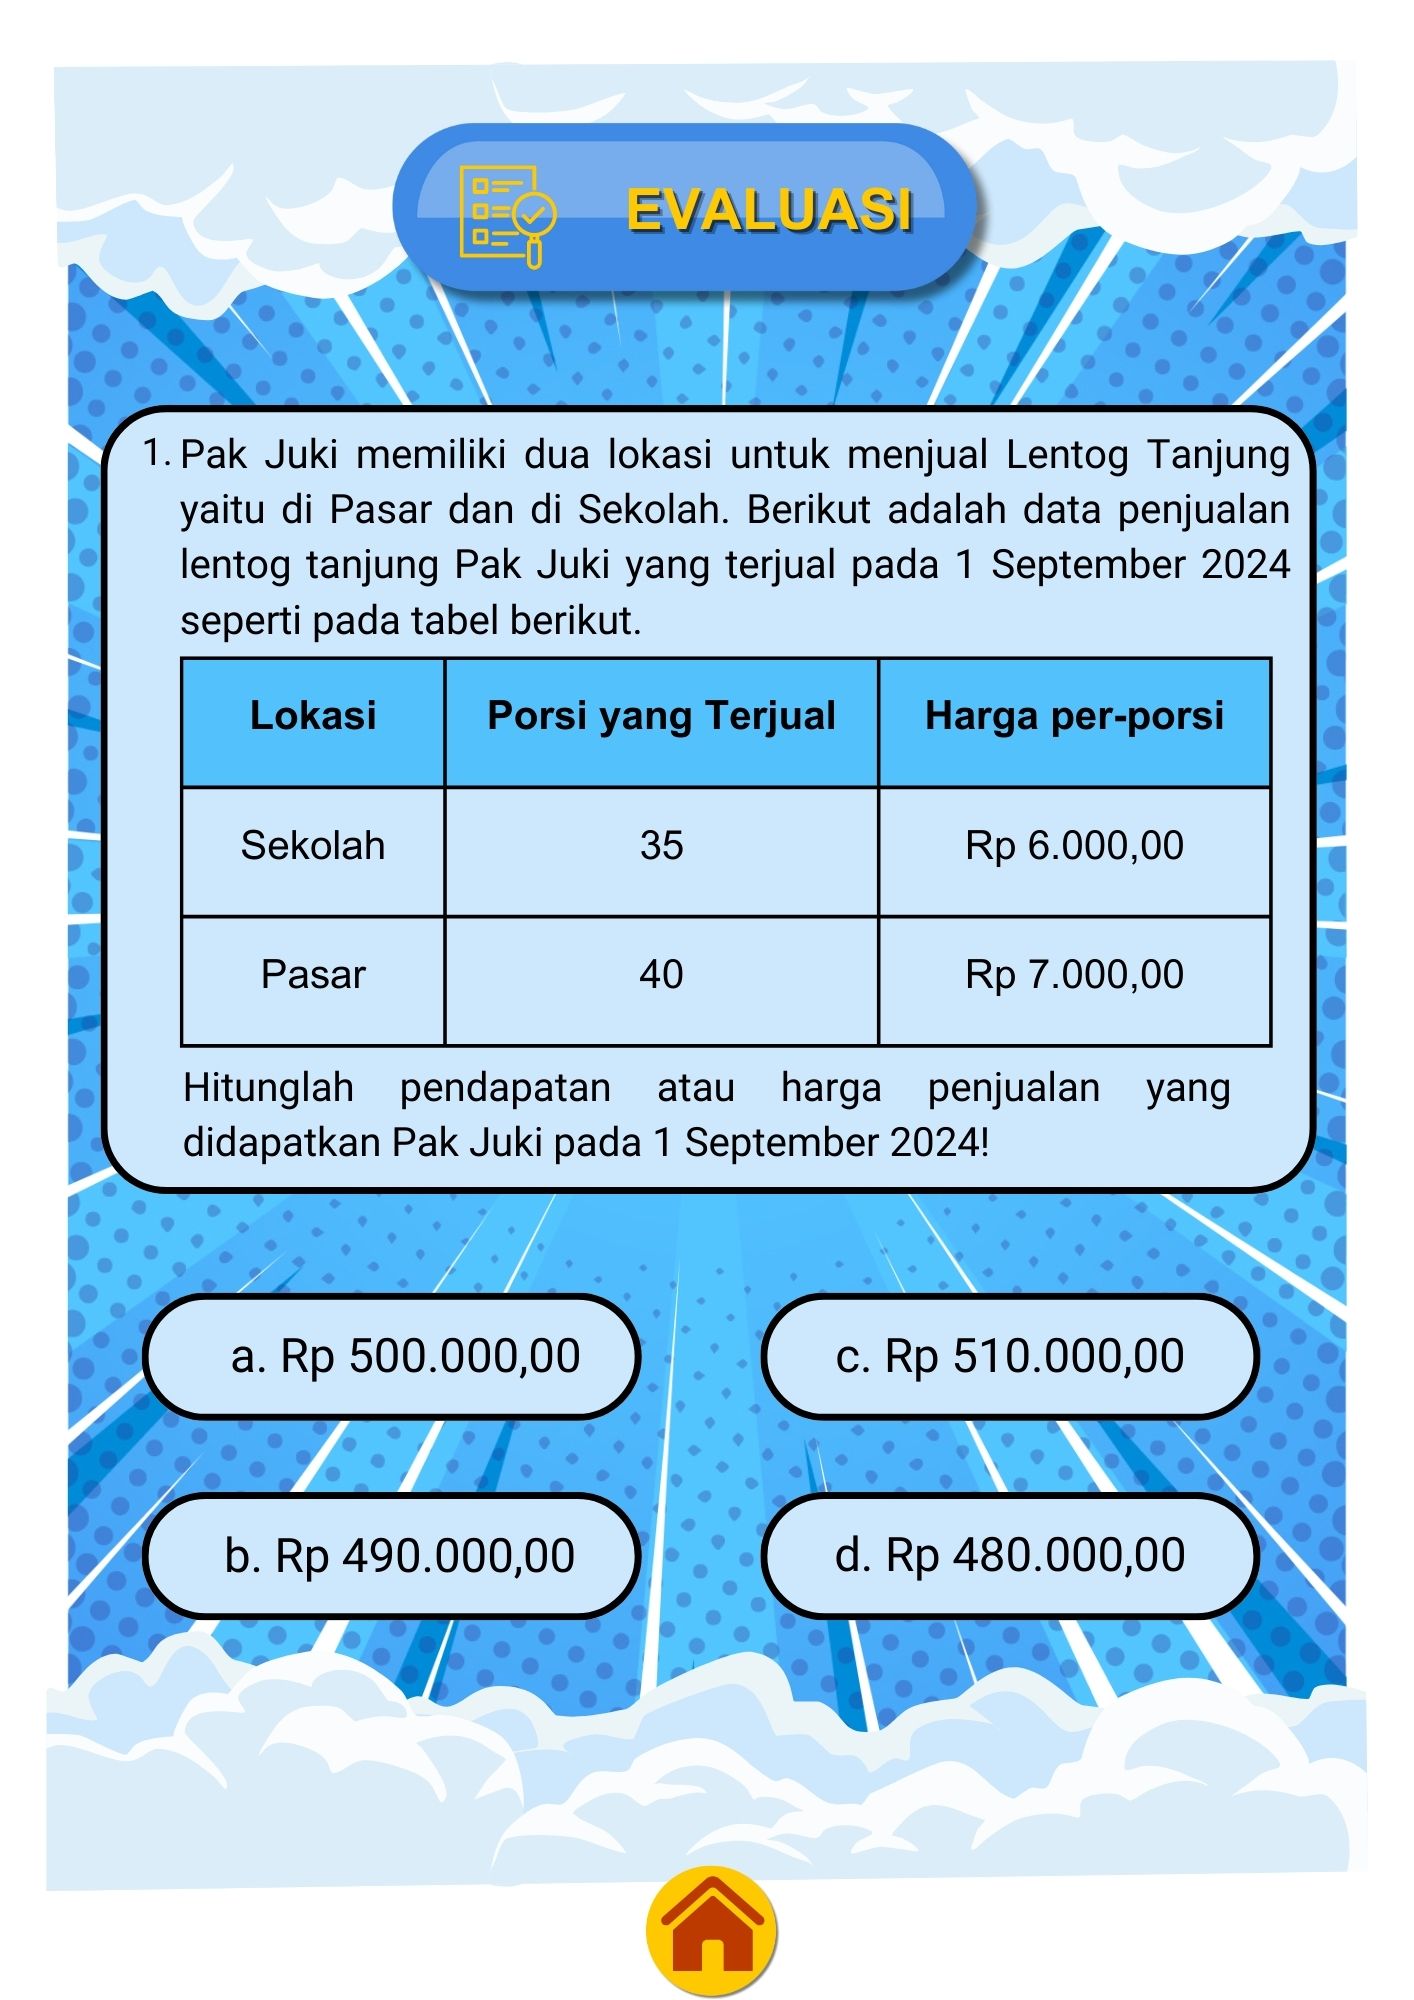 EVALUASI
1. Pak Juki memiliki dua lokasi untuk menjual Lentog Tanjung
yaitu di Pasar dan di Sekolah. Berikut adalah data penjualan
lentog tanjung Pak Juki yang terjual pada 1 September 2024
seperti pada tabel berikut.
Lokasi Porsi yang Terjual Harga per-porsi
Sekolah 35 Rp 6.000,00
Pasar 40 Rp 7.000,00
Hitunglah pendapatan atau harga penjualan yang
didapatkan Pak Juki pada 1 September 2024!
a. Rp 500.000,00
c. Rp 510.000,00
b. Rp 490.000,00
d. Rp 480.000,00